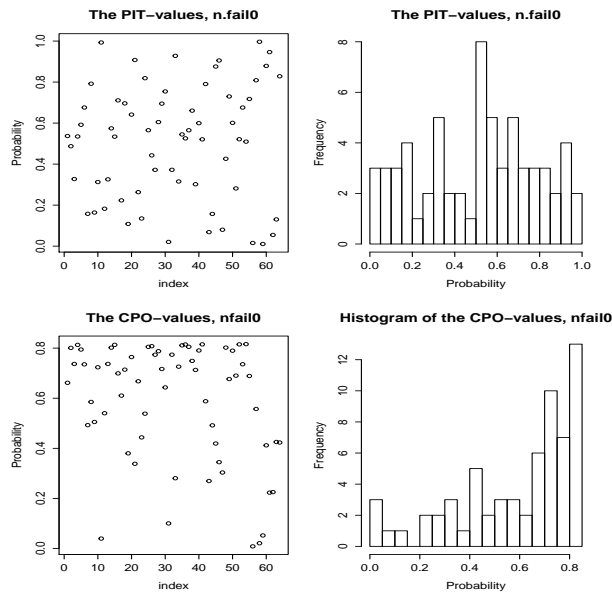 The PIT-values, n.fail0
Probability
0.0 0.2 0.4 0.6 0.8 1.0
0 10 20 30 40 50 60
index
The PIT-values, n.fail0
Frequency
0 2 4 6 8
0.0 0.2 0.4 0.6 0.8 1.0
Probability
The CPO-values, nfail0
Probability
0.0 0.2 0.4 0.6 0.8
0 10 20 30 40 50 60
index
Histogram of the CPO-values, nfail0
Frequency
0 2 4 6 8 10 12
0.0 0.2 0.4 0.6 0.8
Probability